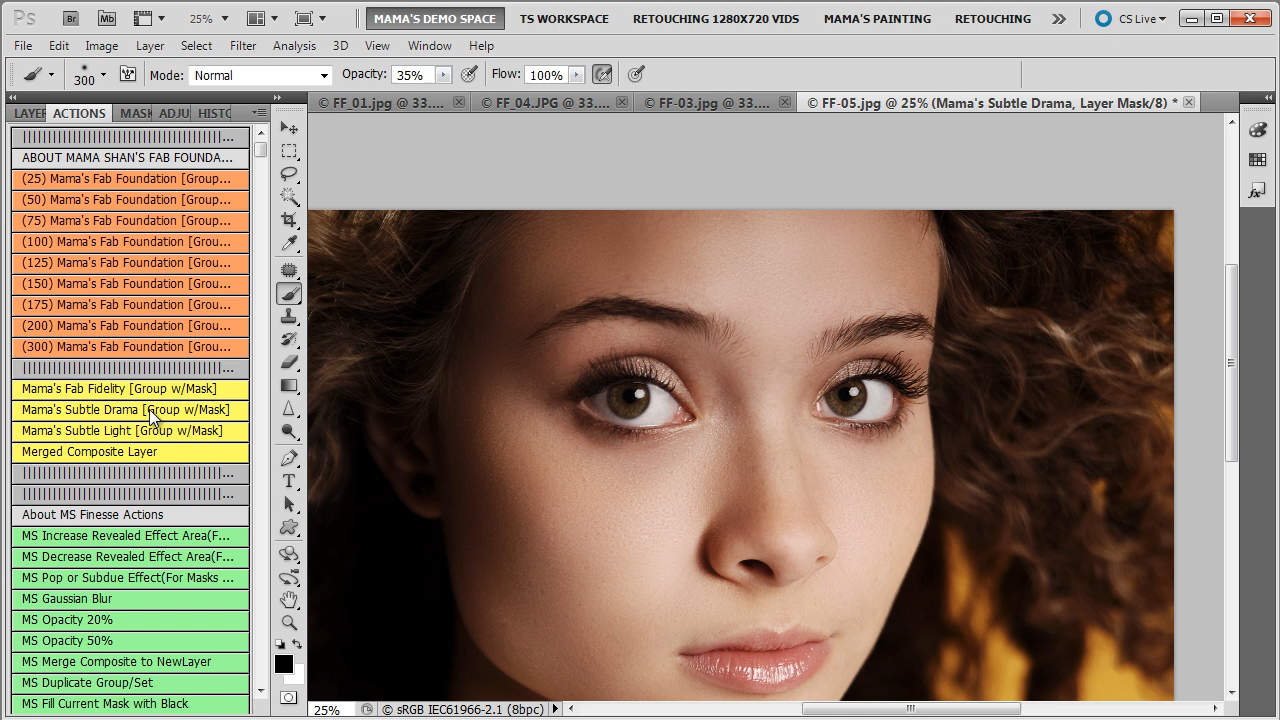 Ps Br Mb 25% MAMA'S DEMO SPACE TS WORKSPACE RETOUCHING 1280X720 VIDS MAMA'S PAINTING RETOUCHING CS Live
File Edit Image Layer Select Filter Analysis 3D View Window Help
300 Mode: Normal Opacity: 35% Flow: 100%
LAYER ACTIONS MASK ADJU HISTO
© FF_01.jpg @ 33.... © FF_04.JPG @ 33.... © FF-03.jpg @ 33.... © FF-05.jpg @ 25% (Mama's Subtle Drama, Layer Mask/8) *
ABOUT MAMA SHAN'S FAB FOUNDA...
(25) Mama's Fab Foundation [Group...
(50) Mama's Fab Foundation [Group...
(75) Mama's Fab Foundation [Group...
(100) Mama's Fab Foundation [Grou...
(125) Mama's Fab Foundation [Grou...
(150) Mama's Fab Foundation [Grou...
(175) Mama's Fab Foundation [Grou...
(200) Mama's Fab Foundation [Grou...
(300) Mama's Fab Foundation [Grou...
Mama's Fab Fidelity [Group w/Mask]
Mama's Subtle Drama [Group w/Mask]
Mama's Subtle Light [Group w/Mask]
Merged Composite Layer
About MS Finesse Actions
MS Increase Revealed Effect Area(F...
MS Decrease Revealed Effect Area(F...
MS Pop or Subdue Effect(For Masks ...
MS Gaussian Blur
MS Opacity 20%
MS Opacity 50%
MS Merge Composite to NewLayer
MS Duplicate Group/Set
MS Fill Current Mask with Black
25% © sRGB IEC61966-2.1 (8bpc)